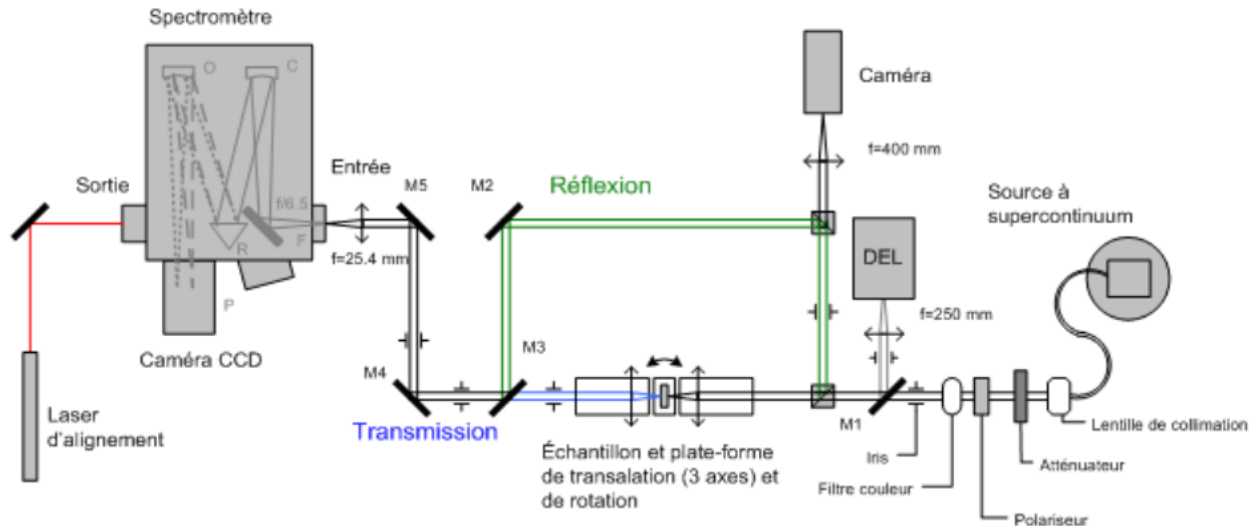 Spectromètre
O
C
Caméra
Entrée
f=400 mm
Sortie
M5
M2
Réflexion
Source à
supercontinuum
f/6.5
F
R
f=25.4 mm
DEL
P
f=250 mm
Caméra CCD
M4
M3
Laser
d'alignement
Transmission
M1
Lentille de collimation
Échantillon et plate-forme
de transalation (3 axes) et
de rotation
Iris
Atténuateur
Filtre couleur
Polariseur